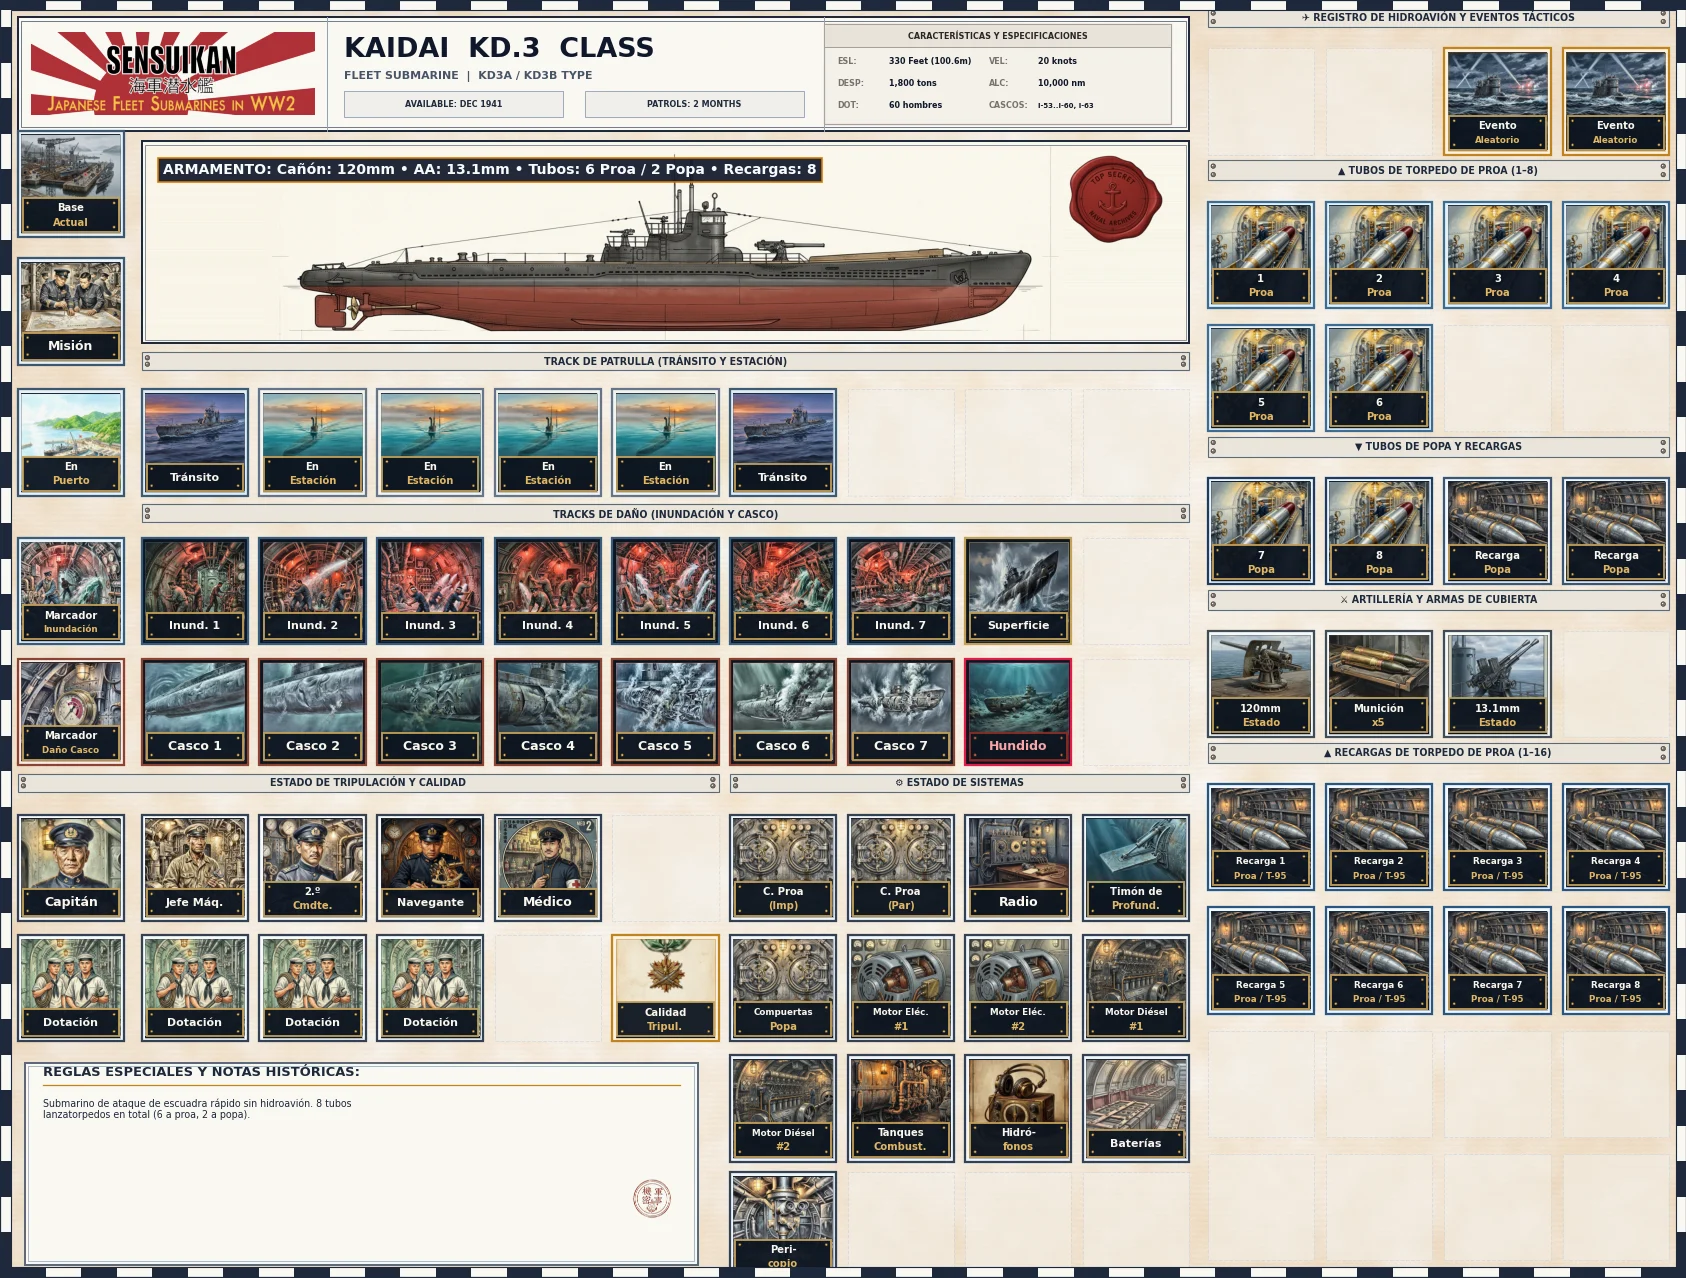 SENSUIKAN
海軍潜水艦
JAPANESE FLEET SUBMARINES IN WW2
KAIDAI KD.3 CLASS
FLEET SUBMARINE | KD3A / KD3B TYPE
AVAILABLE: DEC 1941
PATROLS: 2 MONTHS
CARACTERÍSTICAS Y ESPECIFICACIONES
ESL: 330 Feet (100.6m) VEL: 20 knots
DESP: 1,800 tons ALC: 10,000 nm
DOT: 60 hombres CASCOS: I-53..I-60, I-63
Base
Actual
Misión
ARMAMENTO: Cañón: 120mm • AA: 13.1mm • Tubos: 6 Proa / 2 Popa • Recargas: 8
TOP SECRET
NAVAL ARCHIVES
TRACK DE PATRULLA (TRÁNSITO Y ESTACIÓN)
En
Puerto
Tránsito
En
Estación
En
Estación
En
Estación
En
Estación
Tránsito
TRACKS DE DAÑO (INUNDACIÓN Y CASCO)
Marcador
Inundación
Inund. 1
Inund. 2
Inund. 3
Inund. 4
Inund. 5
Inund. 6
Inund. 7
Superficie
Marcador
Daño Casco
Casco 1
Casco 2
Casco 3
Casco 4
Casco 5
Casco 6
Casco 7
Hundido
ESTADO DE TRIPULACIÓN Y CALIDAD
Capitán
Jefe Máq.
2.º
Cmdte.
Navegante
Médico
Dotación
Dotación
Dotación
Dotación
Calidad
Tripul.
⚙ ESTADO DE SISTEMAS
C. Proa
(Imp)
C. Proa
(Par)
Radio
Timón de
Profund.
Compuertas
Popa
Motor Eléc.
#1
Motor Eléc.
#2
Motor Diésel
#1
Motor Diésel
#2
Tanques
Combust.
Hidró-
fonos
Baterías
Peri-
copio
REGLAS ESPECIALES Y NOTAS HISTÓRICAS:
Submarino de ataque de escuadra rápido sin hidroavión. 8 tubos
lanzatorpedos en total (6 a proa, 2 a popa).
✈ REGISTRO DE HIDROAVIÓN Y EVENTOS TÁCTICOS
Evento
Aleatorio
Evento
Aleatorio
▲ TUBOS DE TORPEDO DE PROA (1–8)
1
Proa
2
Proa
3
Proa
4
Proa
5
Proa
6
Proa
▼ TUBOS DE POPA Y RECARGAS
7
Popa
8
Popa
Recarga
Popa
Recarga
Popa
⚔ ARTILLERÍA Y ARMAS DE CUBIERTA
120mm
Estado
Munición
x5
13.1mm
Estado
▲ RECARGAS DE TORPEDO DE PROA (1–16)
Recarga 1
Proa / T-95
Recarga 2
Proa / T-95
Recarga 3
Proa / T-95
Recarga 4
Proa / T-95
Recarga 5
Proa / T-95
Recarga 6
Proa / T-95
Recarga 7
Proa / T-95
Recarga 8
Proa / T-95